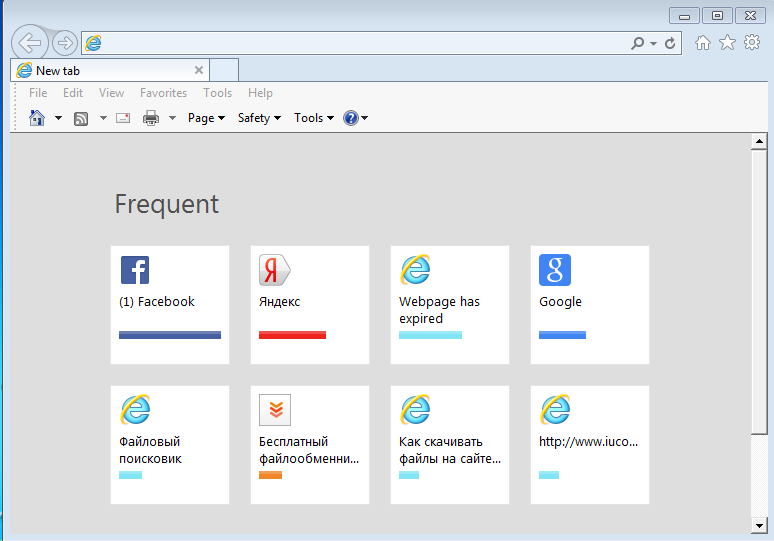 New tab
File Edit View Favorites Tools Help
Page Safety Tools
Frequent
(1) Facebook
Яндекс
Webpage has
expired
Google
Файловый
поисковик
Бесплатный
файлообменни...
Как скачивать
файлы на сайте...
http://www.iuco...